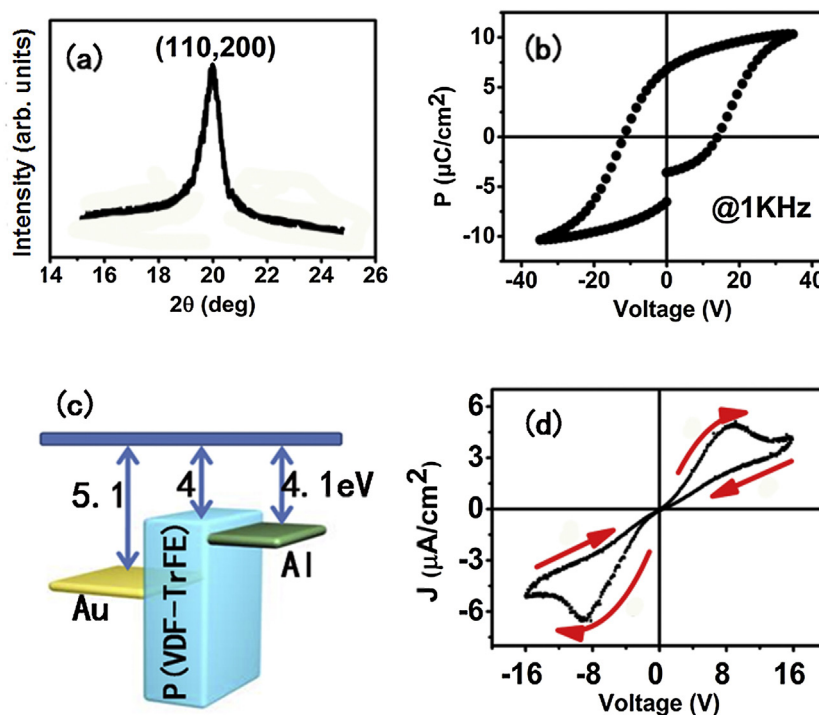 (a)
(110,200)
Intensity (arb. units)
14 16 18 20 22 24 26
2θ (deg)
(b)
P (μC/cm²)
10
5
0
-5
-10
@1KHz
-40 -20 0 20 40
Voltage (V)
(c)
5.1
4
4.1eV
Au
P(VDF-TrFE)
Al
(d)
J (μA/cm²)
6
3
0
-3
-6
-16 -8 0 8 16
Voltage (V)